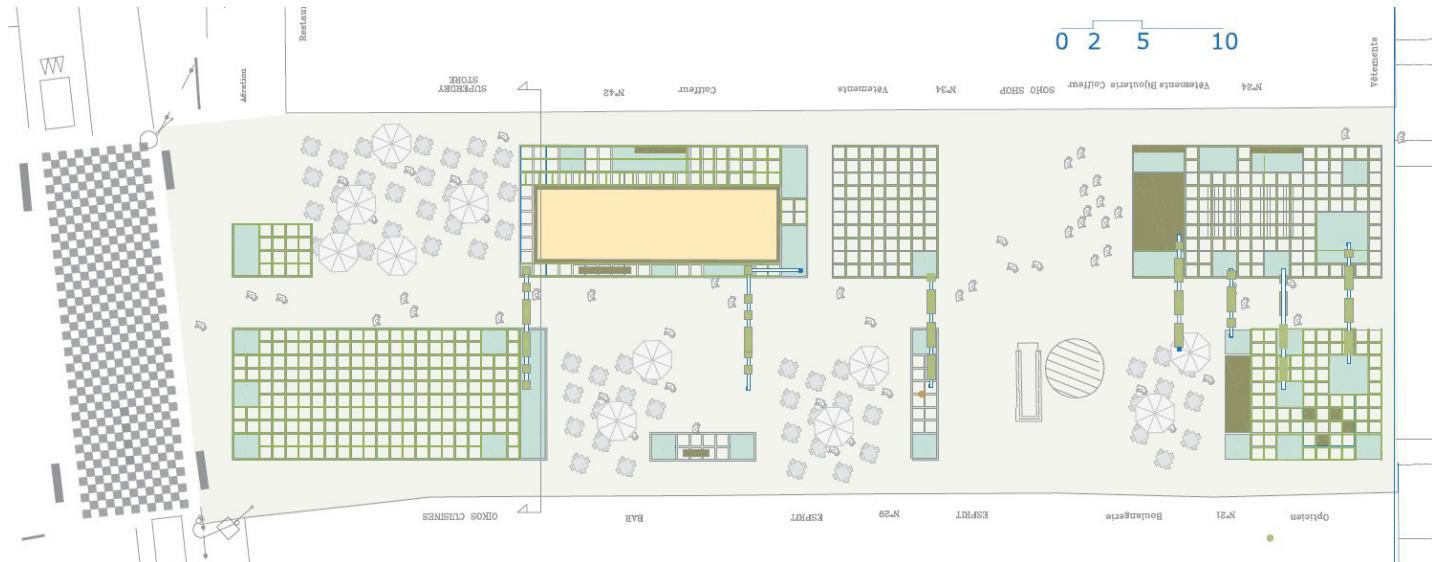 Restau
0 2 5 10
Aération
SUPERDRY
STORE
N°42
Coiffeur
Vêtements
N°34
SOHO SHOP
Coiffeur
Bijouterie
Vêtements
N°24
Vêtements
OIKOS CUISINES
BAR
ESPRIT
N°29
ESPRIT
Boulangerie
N°21
Opticien